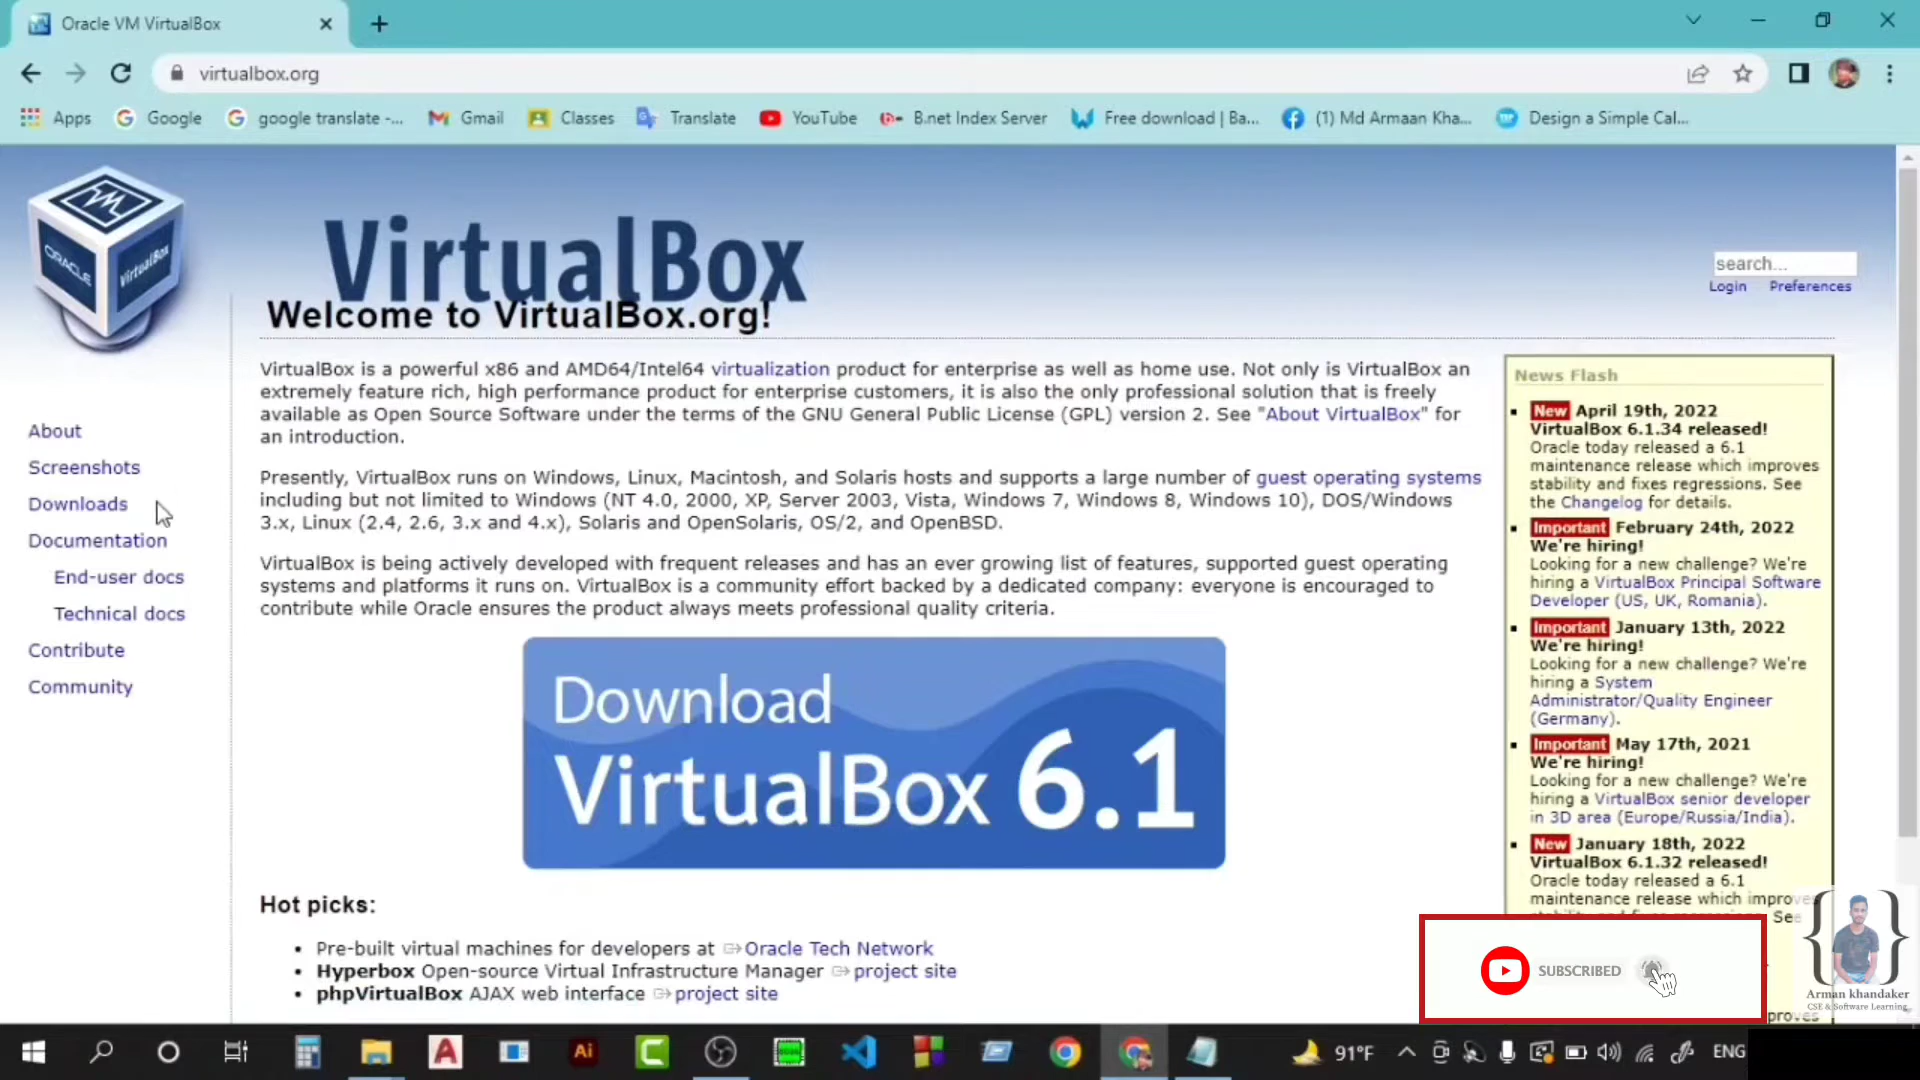 Oracle VM VirtualBox
virtualbox.org
Apps
Google
google translate -...
Gmail
Classes
Translate
YouTube
B.net Index Server
Free download | Ba...
(1) Md Armaan Kha...
Design a Simple Cal...
ORACLE
VirtualBox
VirtualBox
search...
Login Preferences
Welcome to VirtualBox.org!
About
Screenshots
Downloads
Documentation
End-user docs
Technical docs
Contribute
Community
VirtualBox is a powerful x86 and AMD64/Intel64 virtualization product for enterprise as well as home use. Not only is VirtualBox an
extremely feature rich, high performance product for enterprise customers, it is also the only professional solution that is freely
available as Open Source Software under the terms of the GNU General Public License (GPL) version 2. See "About VirtualBox" for
an introduction.
Presently, VirtualBox runs on Windows, Linux, Macintosh, and Solaris hosts and supports a large number of guest operating systems
including but not limited to Windows (NT 4.0, 2000, XP, Server 2003, Vista, Windows 7, Windows 8, Windows 10), DOS/Windows
3.x, Linux (2.4, 2.6, 3.x and 4.x), Solaris and OpenSolaris, OS/2, and OpenBSD.
VirtualBox is being actively developed with frequent releases and has an ever growing list of features, supported guest operating
systems and platforms it runs on. VirtualBox is a community effort backed by a dedicated company: everyone is encouraged to
contribute while Oracle ensures the product always meets professional quality criteria.
Download
VirtualBox 6.1
Hot picks:
Pre-built virtual machines for developers at Oracle Tech Network
Hyperbox Open-source Virtual Infrastructure Manager project site
phpVirtualBox AJAX web interface project site
News Flash
New April 19th, 2022
VirtualBox 6.1.34 released!
Oracle today released a 6.1
maintenance release which improves
stability and fixes regressions. See
the Changelog for details.
Important February 24th, 2022
We're hiring!
Looking for a new challenge? We're
hiring a VirtualBox Principal Software
Developer (US, UK, Romania).
Important January 13th, 2022
We're hiring!
Looking for a new challenge? We're
hiring a System
Administrator/Quality Engineer
(Germany).
Important May 17th, 2021
We're hiring!
Looking for a new challenge? We're
hiring a VirtualBox senior developer
in 3D area (Europe/Russia/India).
New January 18th, 2022
VirtualBox 6.1.32 released!
Oracle today released a 6.1
maintenance release which improves
See
SUBSCRIBED
Arman khandaker
CSE & Software Learning
proves
Ai
91°F
ENG